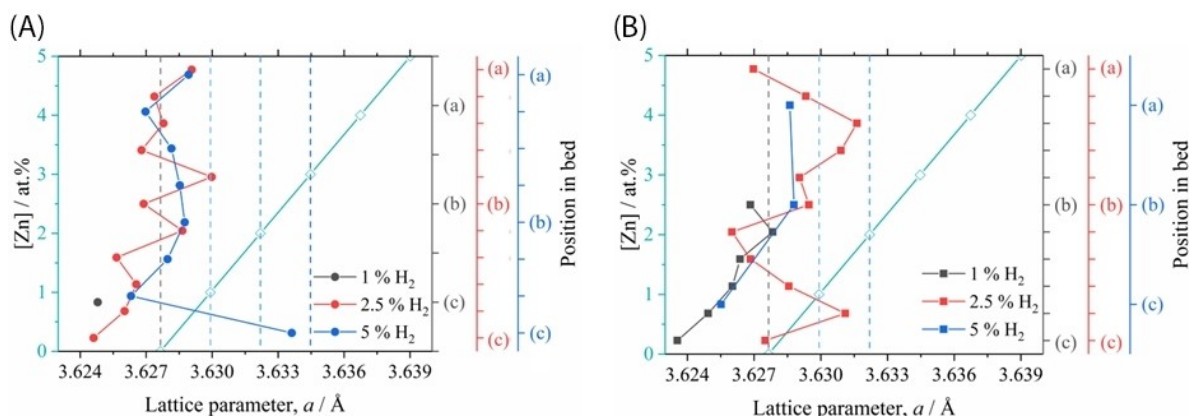 (A)
5
4
3
2
1
0
[Zn] / at.%
3.624 3.627 3.630 3.633 3.636 3.639
Lattice parameter, a / Å
1 % H₂
2.5 % H₂
5 % H₂
(a)
(b)
(c)
(a)
(b)
(c)
(a)
(b)
(c)
Position in bed
(B)
5
4
3
2
1
0
[Zn] / at.%
3.624 3.627 3.630 3.633 3.636 3.639
Lattice parameter, a / Å
1 % H₂
2.5 % H₂
5 % H₂
(a)
(b)
(c)
(a)
(b)
(c)
(a)
(b)
(c)
Position in bed